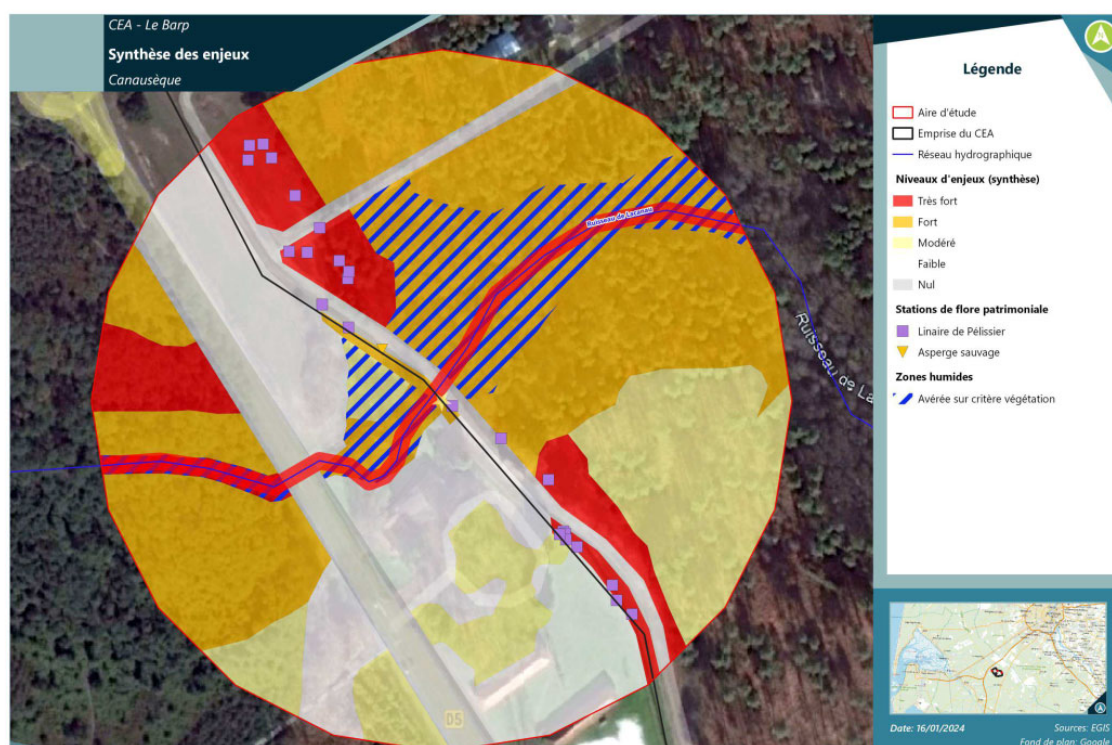 CEA - Le Barp
Synthèse des enjeux
Canausèque
Légende
Aire d'étude
Emprise du CEA
Réseau hydrographique
Niveaux d'enjeux (synthèse)
Très fort
Fort
Modéré
Faible
Nul
Stations de flore patrimoniale
Linaire de Pélissier
Asperge sauvage
Zones humides
Avérée sur critère végétation
Ruisseau de Lacanau
Ruisseau de La
D5
Date: 16/01/2024
Sources: EGIS
Fond de plan: Google